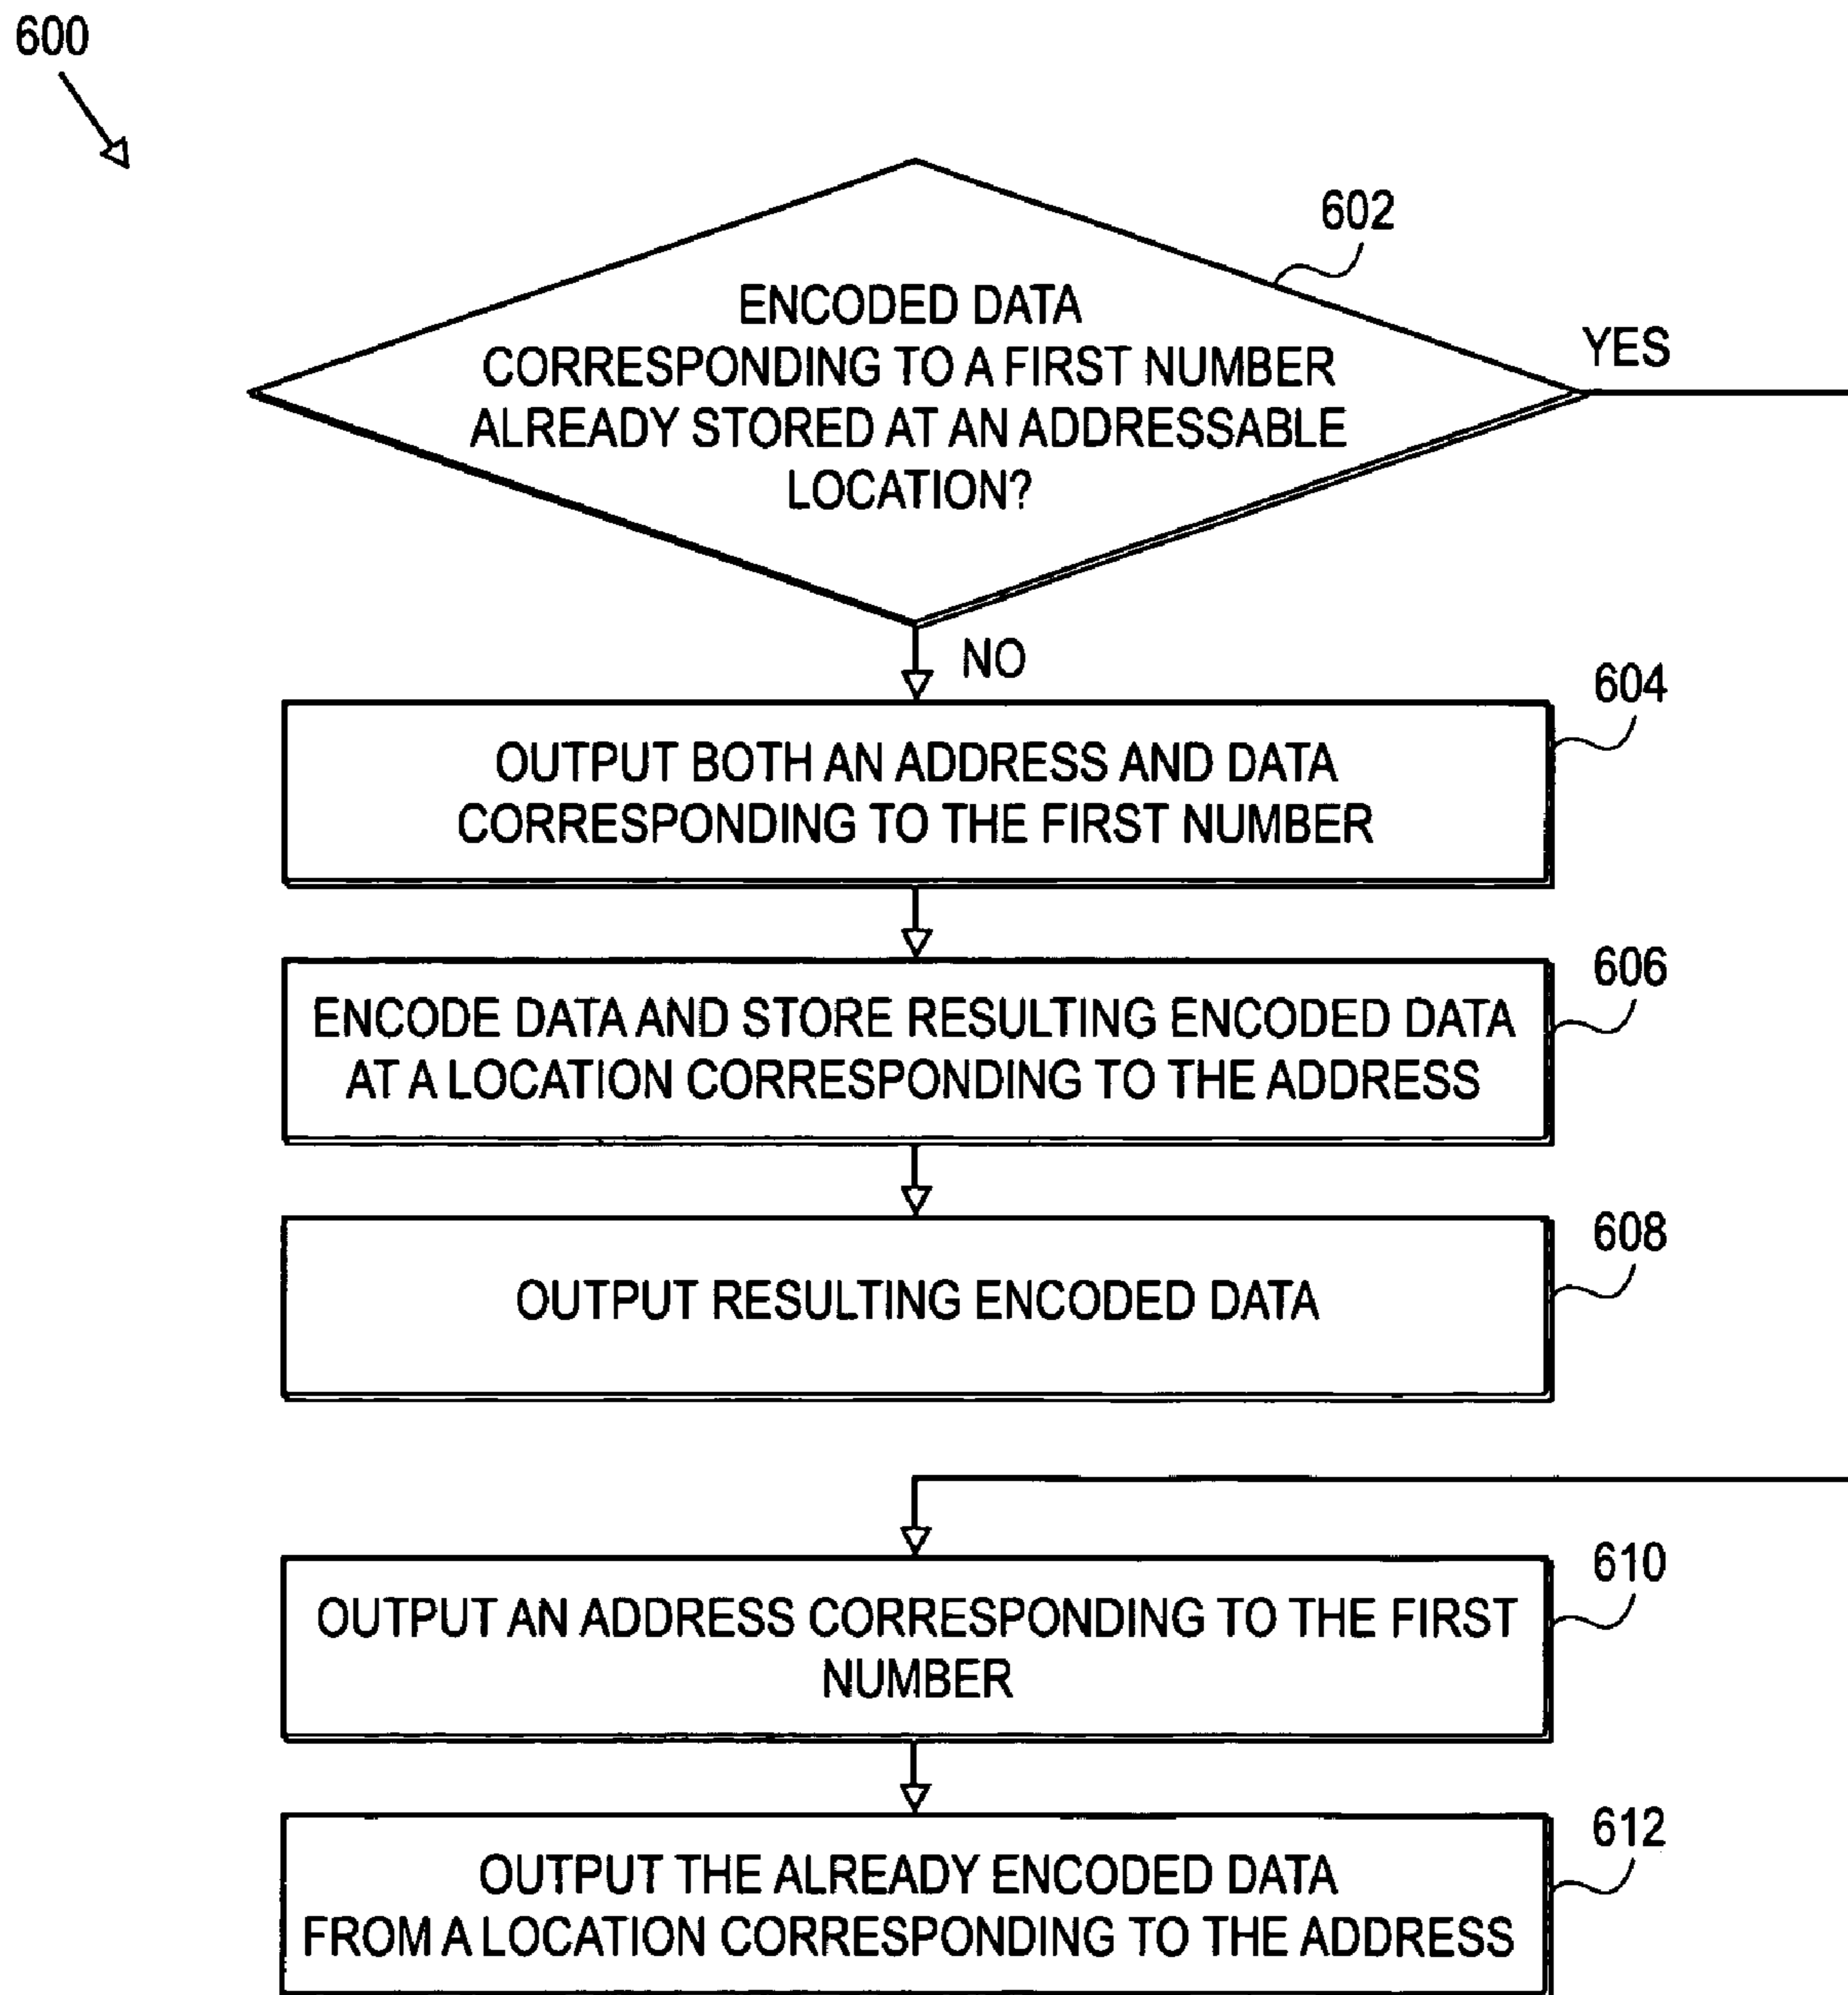 600
602
ENCODED DATA
CORRESPONDING TO A FIRST NUMBER
ALREADY STORED AT AN ADDRESSABLE
LOCATION?
YES
NO
604
OUTPUT BOTH AN ADDRESS AND DATA
CORRESPONDING TO THE FIRST NUMBER
606
ENCODE DATA AND STORE RESULTING ENCODED DATA
AT A LOCATION CORRESPONDING TO THE ADDRESS
608
OUTPUT RESULTING ENCODED DATA
610
OUTPUT AN ADDRESS CORRESPONDING TO THE FIRST
NUMBER
612
OUTPUT THE ALREADY ENCODED DATA
FROM A LOCATION CORRESPONDING TO THE ADDRESS